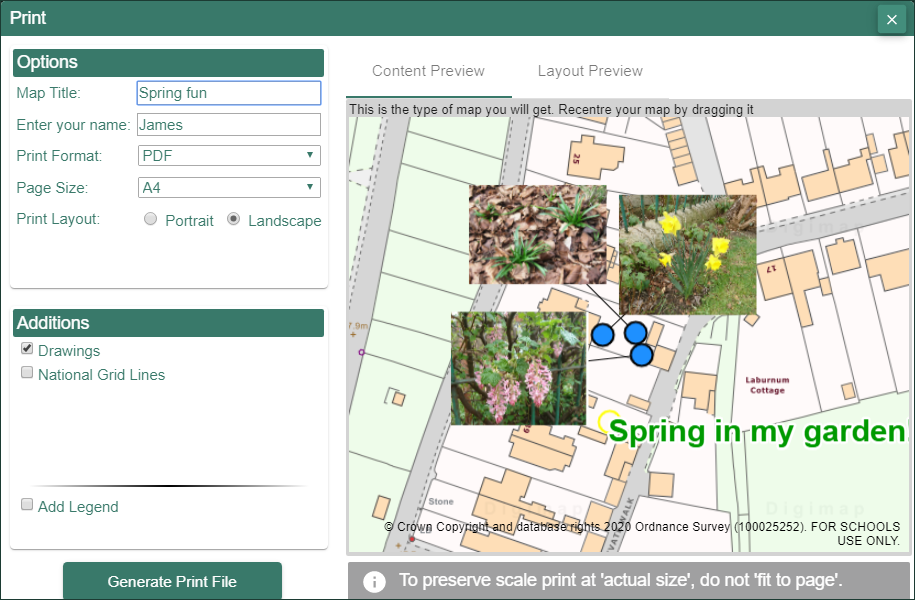 Print
Options
Map Title:
Spring fun
Enter your name:
James
Print Format:
PDF
Page Size:
A4
Print Layout:
Portrait
Landscape
Additions
Drawings
National Grid Lines
Add Legend
Generate Print File
Content Preview
Layout Preview
This is the type of map you will get. Recentre your map by dragging it
25
17
7.9m
Laburnum
Cottage
Spring in my garden
Stone
Digimap
© Crown Copyright and database rights 2020 Ordnance Survey (100025252). FOR SCHOOLS
USE ONLY.
To preserve scale print at 'actual size', do not 'fit to page'.